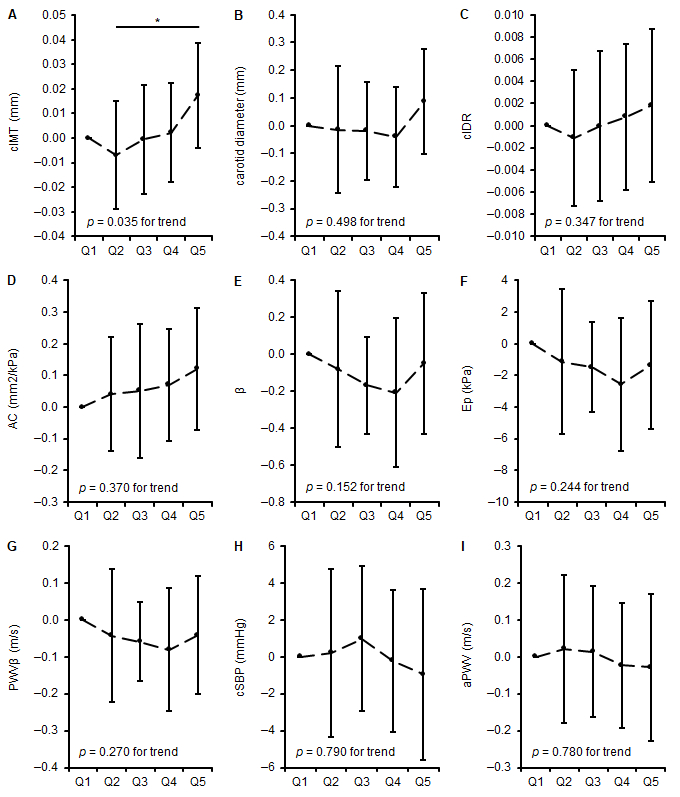 A
0.05
0.04
0.03
0.02
0.01
0.00
−0.01
−0.02
−0.03
−0.04
cIMT (mm)
*
p = 0.035 for trend
Q1 Q2 Q3 Q4 Q5
B
0.4
0.3
0.2
0.1
0.0
−0.1
−0.2
−0.3
−0.4
carotid diameter (mm)
p = 0.498 for trend
Q1 Q2 Q3 Q4 Q5
C
0.010
0.008
0.006
0.004
0.002
0.000
−0.002
−0.004
−0.006
−0.008
−0.010
cIDR
p = 0.347 for trend
Q1 Q2 Q3 Q4 Q5
D
0.4
0.3
0.2
0.1
0.0
−0.1
−0.2
−0.3
AC (mm2/kPa)
p = 0.370 for trend
Q1 Q2 Q3 Q4 Q5
E
0.4
0.2
0.0
−0.2
−0.4
−0.6
−0.8
β
p = 0.152 for trend
Q1 Q2 Q3 Q4 Q5
F
4
2
0
−2
−4
−6
−8
−10
Ep (kPa)
p = 0.244 for trend
Q1 Q2 Q3 Q4 Q5
G
0.2
0.1
0.0
−0.1
−0.2
−0.3
−0.4
PWVβ (m/s)
p = 0.270 for trend
Q1 Q2 Q3 Q4 Q5
H
6
4
2
0
−2
−4
−6
cSBP (mmHg)
p = 0.790 for trend
Q1 Q2 Q3 Q4 Q5
I
0.3
0.2
0.1
0.0
−0.1
−0.2
−0.3
aPWV (m/s)
p = 0.780 for trend
Q1 Q2 Q3 Q4 Q5